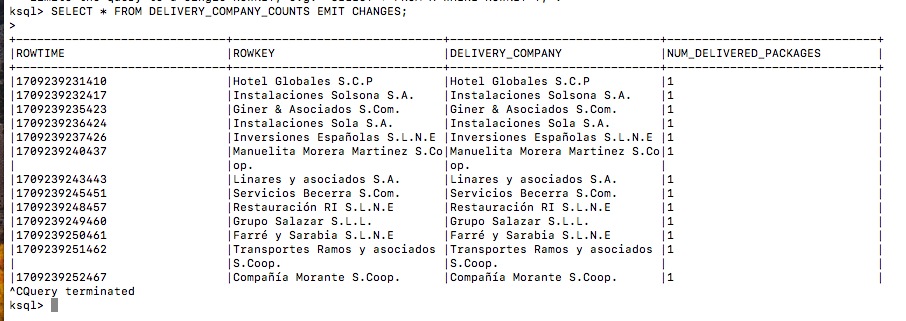 ksql> SELECT * FROM DELIVERY_COMPANY_COUNTS EMIT CHANGES;
>
+-----------------------------+-----------------------------+-----------------------------+-----------------------------+
|ROWTIME |ROWKEY |DELIVERY_COMPANY |NUM_DELIVERED_PACKAGES |
+-----------------------------+-----------------------------+-----------------------------+-----------------------------+
|1709239231410 |Hotel Globales S.C.P |Hotel Globales S.C.P |1 |
|1709239232417 |Instalaciones Solsona S.A. |Instalaciones Solsona S.A. |1 |
|1709239235423 |Giner & Asociados S.Com. |Giner & Asociados S.Com. |1 |
|1709239236424 |Instalaciones Sola S.A. |Instalaciones Sola S.A. |1 |
|1709239237426 |Inversiones Españolas S.L.N.E |Inversiones Españolas S.L.N.E |1 |
|1709239240437 |Manuelita Morera Martinez S.Co|Manuelita Morera Martinez S.Co|1 |
| |op. |op. | |
|1709239243443 |Linares y asociados S.A. |Linares y asociados S.A. |1 |
|1709239245451 |Servicios Becerra S.Com. |Servicios Becerra S.Com. |1 |
|1709239248457 |Restauración RI S.L.N.E |Restauración RI S.L.N.E |1 |
|1709239249460 |Grupo Salazar S.L.L. |Grupo Salazar S.L.L. |1 |
|1709239250461 |Farré y Sarabia S.L.N.E |Farré y Sarabia S.L.N.E |1 |
|1709239251462 |Transportes Ramos y asociados |Transportes Ramos y asociados |1 |
| |S.Coop. |S.Coop. | |
|1709239252467 |Compañía Morante S.Coop. |Compañía Morante S.Coop. |1 |
^CQuery terminated
ksql>